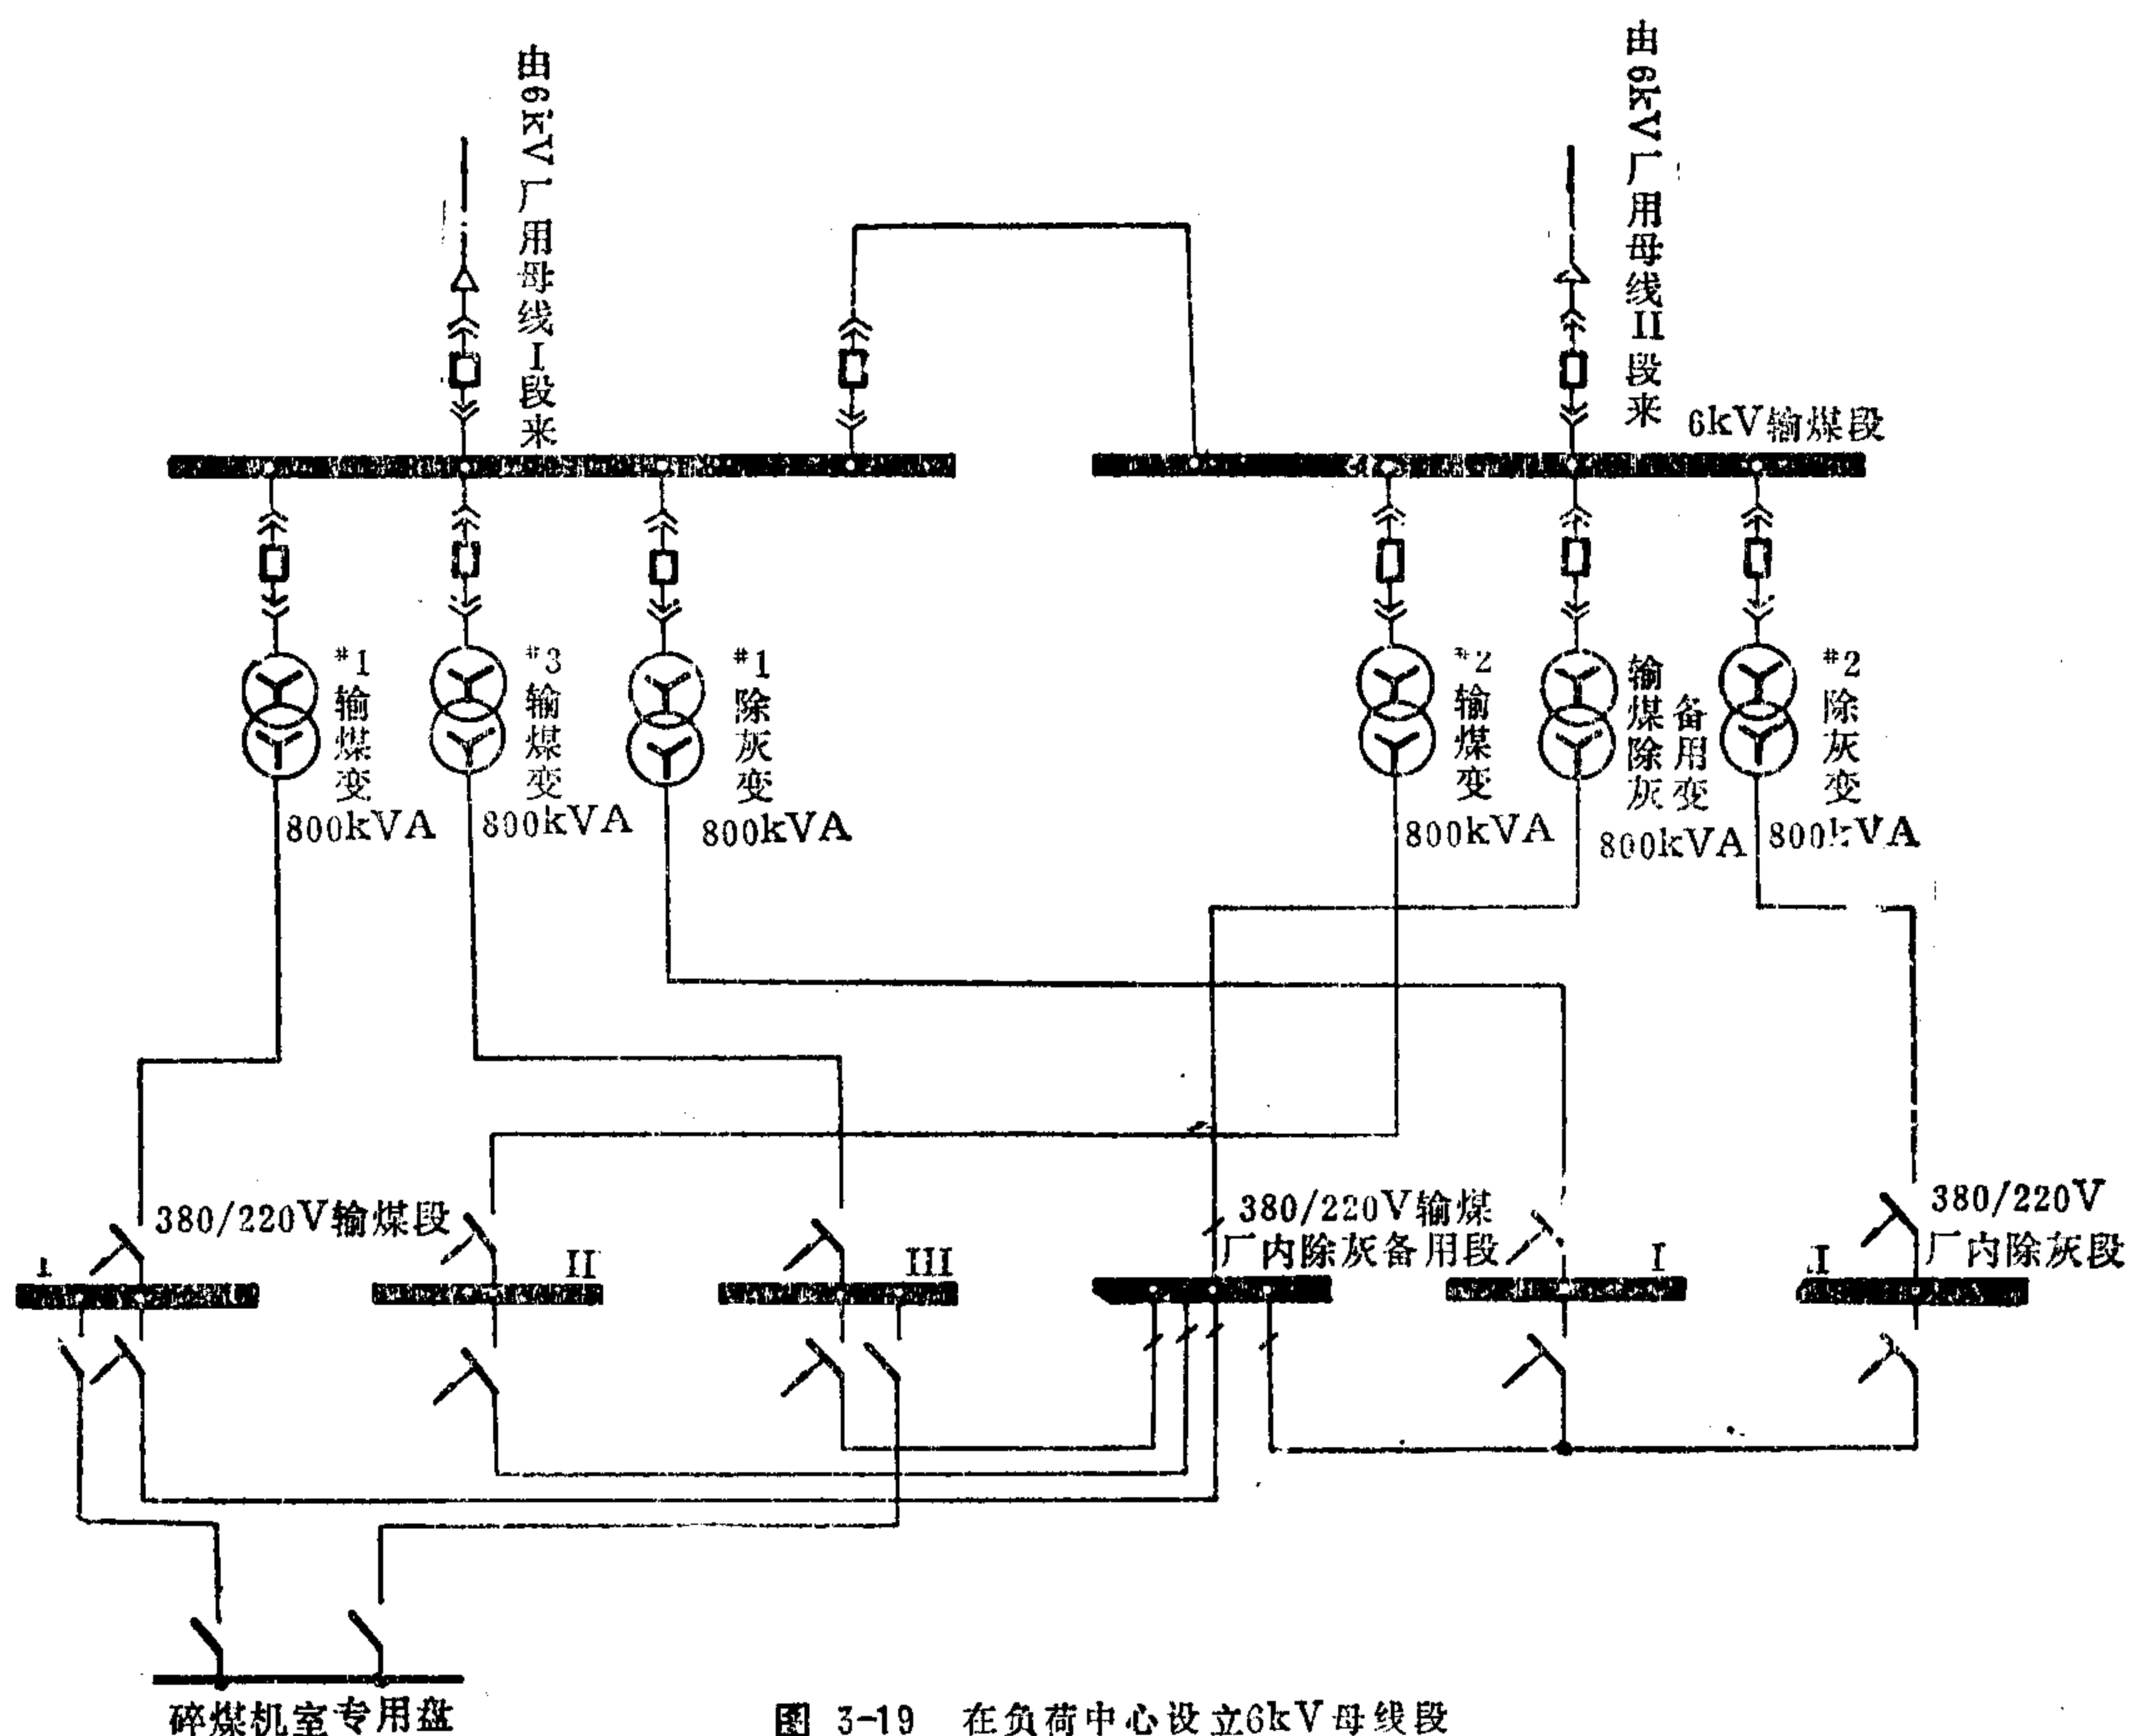 由6kV厂用母线I段来
由6kV厂用母线II段来
6kV输煤段
#1输煤变
800kVA
#3输煤变
800kVA
#1除灰变
800kVA
#2输煤变
800kVA
输煤除灰
备用变
800kVA
#2除灰变
800kVA
380/220V输煤段
I
II
III
380/220V输煤
厂内除灰备用段
I
I
380/220V
厂内除灰段
碎煤机室专用盘
图 3-19 在负荷中心设立6kV母线段